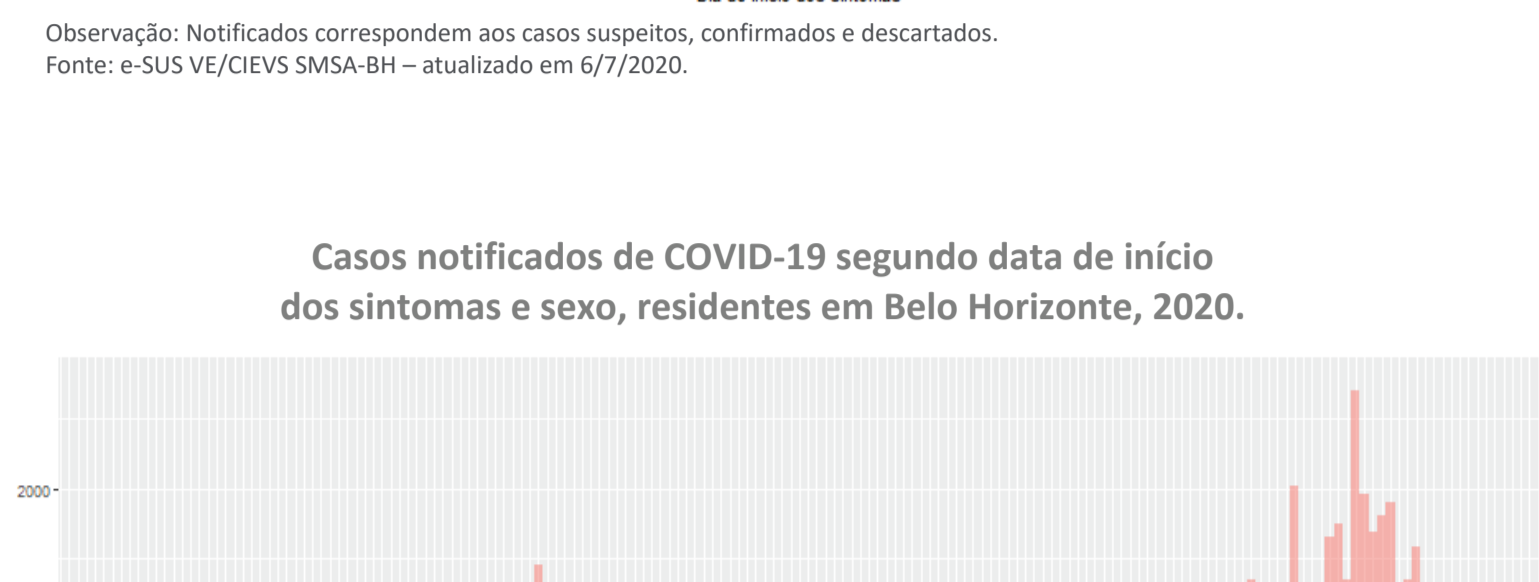 Observação: Notificados correspondem aos casos suspeitos, confirmados e descartados.
Fonte: e-SUS VE/CIEVS SMSA-BH – atualizado em 6/7/2020.
Casos notificados de COVID-19 segundo data de início
dos sintomas e sexo, residentes em Belo Horizonte, 2020.
2000